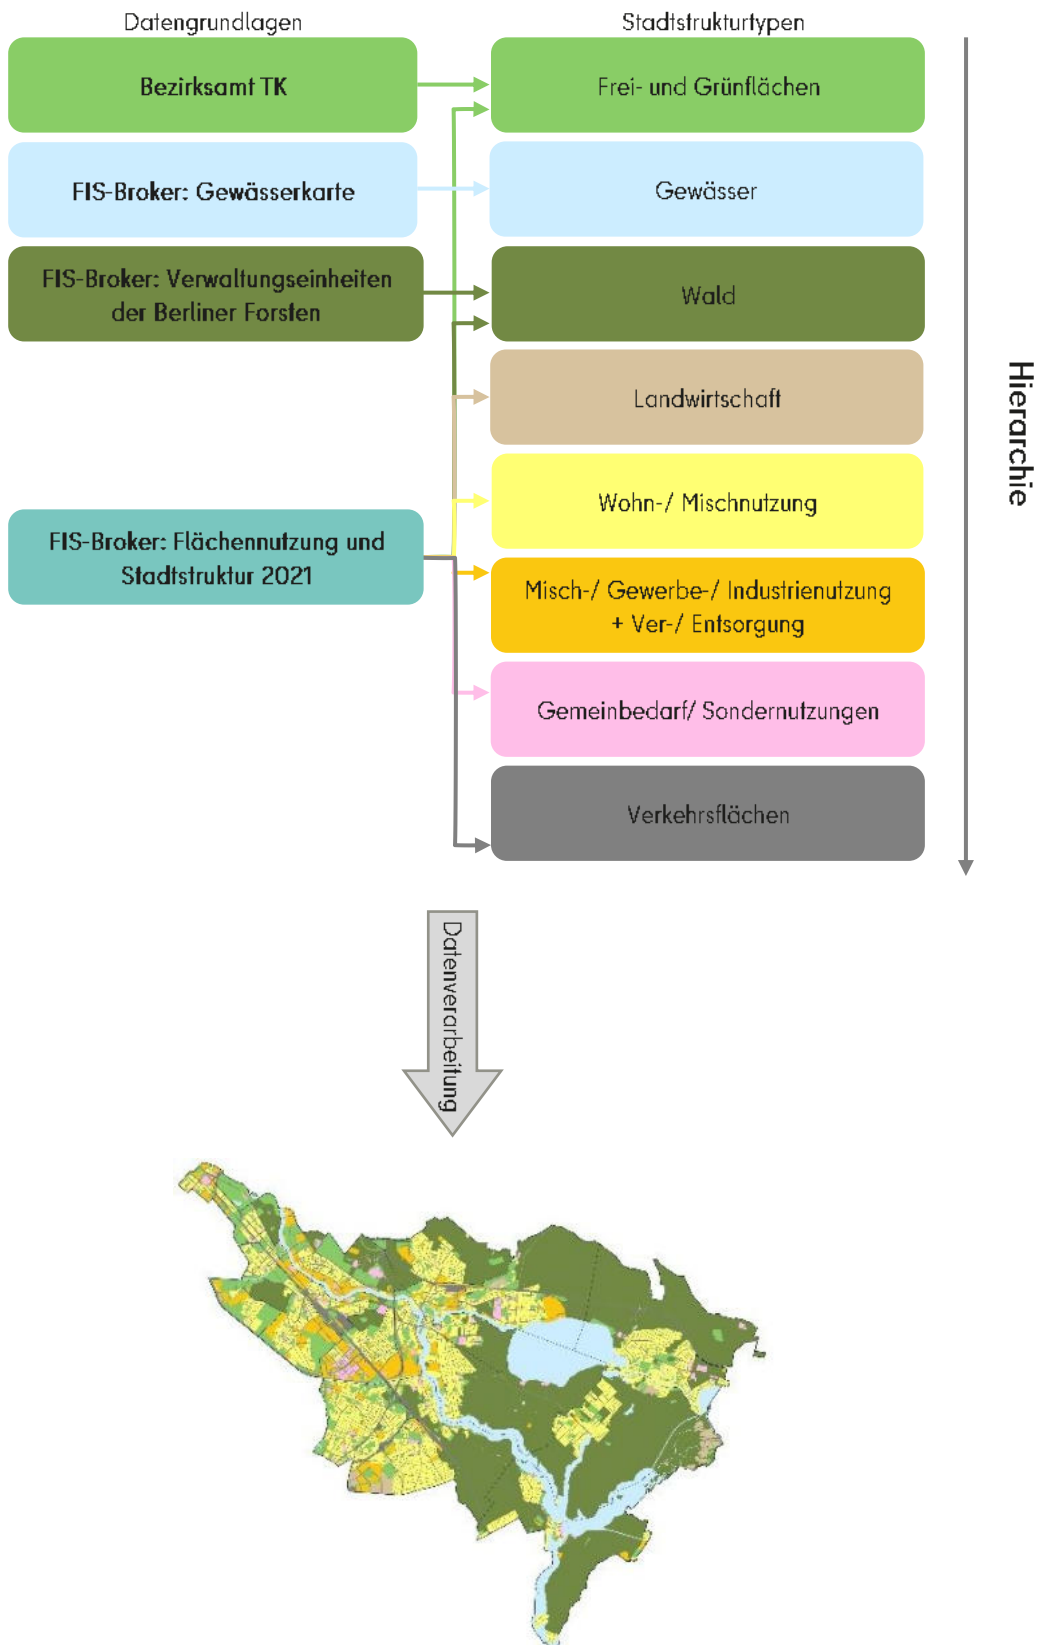 Datengrundlagen
Stadtstrukturtypen
Bezirksamt TK
Frei- und Grünflächen
FIS-Broker: Gewässerkarte
Gewässer
FIS-Broker: Verwaltungseinheiten
der Berliner Forsten
Wald
Landwirtschaft
Wohn-/ Mischnutzung
FIS-Broker: Flächennutzung und
Stadtstruktur 2021
Misch-/ Gewerbe-/ Industrienutzung
+ Ver-/ Entsorgung
Gemeinbedarf/ Sondernutzungen
Verkehrsflächen
Hierarchie
Datenverarbeitung